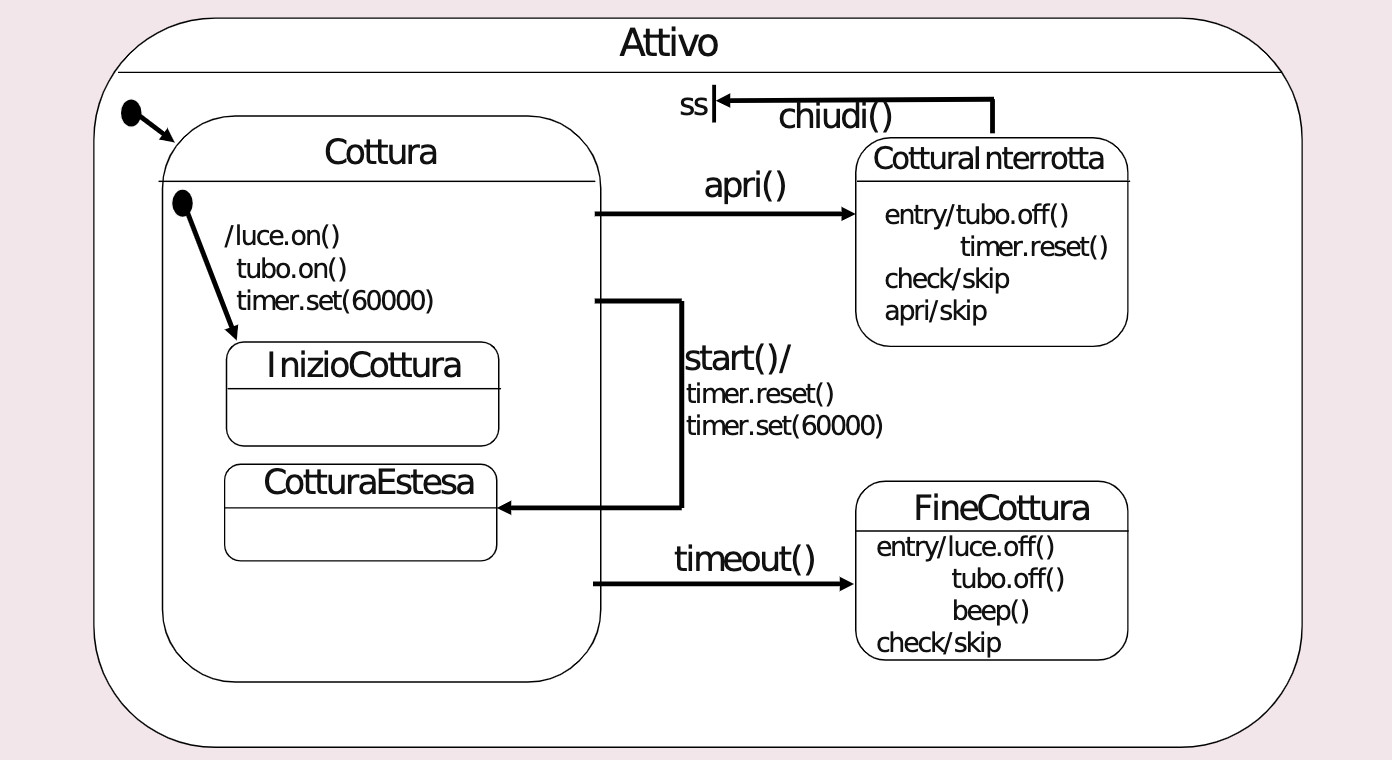 Attivo
ss
chiudi()
Cottura
CotturaInterrotta
apri()
entry/tubo.off()
timer.reset()
check/skip
apri/skip
/luce.on()
tubo.on()
timer.set(60000)
InizioCottura
start()/
timer.reset()
timer.set(60000)
CotturaEstesa
FineCottura
timeout()
entry/luce.off()
tubo.off()
beep()
check/skip